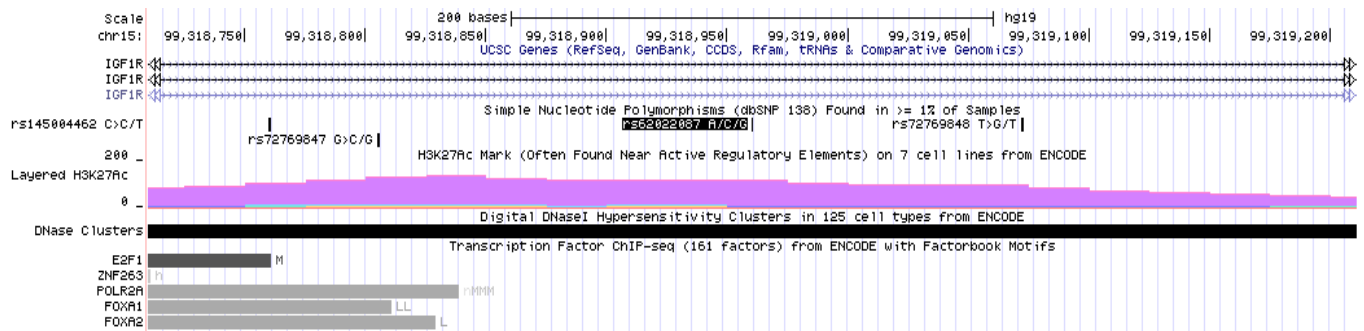 Scale 200 bases hg19
chr15: 99,318,750| 99,318,800| 99,318,850| 99,318,900| 99,318,950| 99,319,000| 99,319,050| 99,319,100| 99,319,150| 99,319,200|
UCSC Genes (RefSeq, GenBank, CCDS, Rfam, tRNAs & Comparative Genomics)
IGF1R
IGF1R
IGF1R
Simple Nucleotide Polymorphisms (dbSNP 138) Found in >= 1% of Samples
rs145004462 C>C/T rs62022087 A/C/G rs72769848 T>G/T
rs72769847 G>C/G
200 _ H3K27Ac Mark (Often Found Near Active Regulatory Elements) on 7 cell lines from ENCODE
Layered H3K27Ac
0 _
Digital DNaseI Hypersensitivity Clusters in 125 cell types from ENCODE
DNase Clusters
Transcription Factor ChIP-seq (161 factors) from ENCODE with Factorbook Motifs
E2F1 M
ZNF263 h
POLR2A nMMM
FOXA1 LL
FOXA2 L